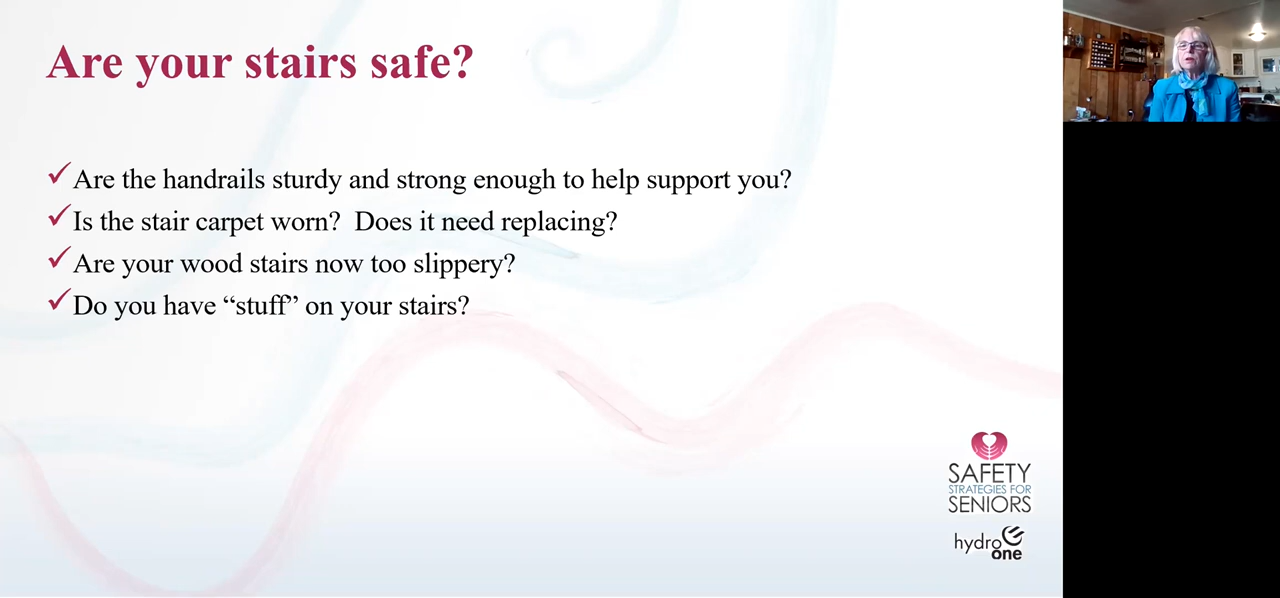 Are your stairs safe?
Are the handrails sturdy and strong enough to help support you?
Is the stair carpet worn?  Does it need replacing?
Are your wood stairs now too slippery?
Do you have “stuff” on your stairs?
SAFETY
STRATEGIES FOR
SENIORS
hydro
one